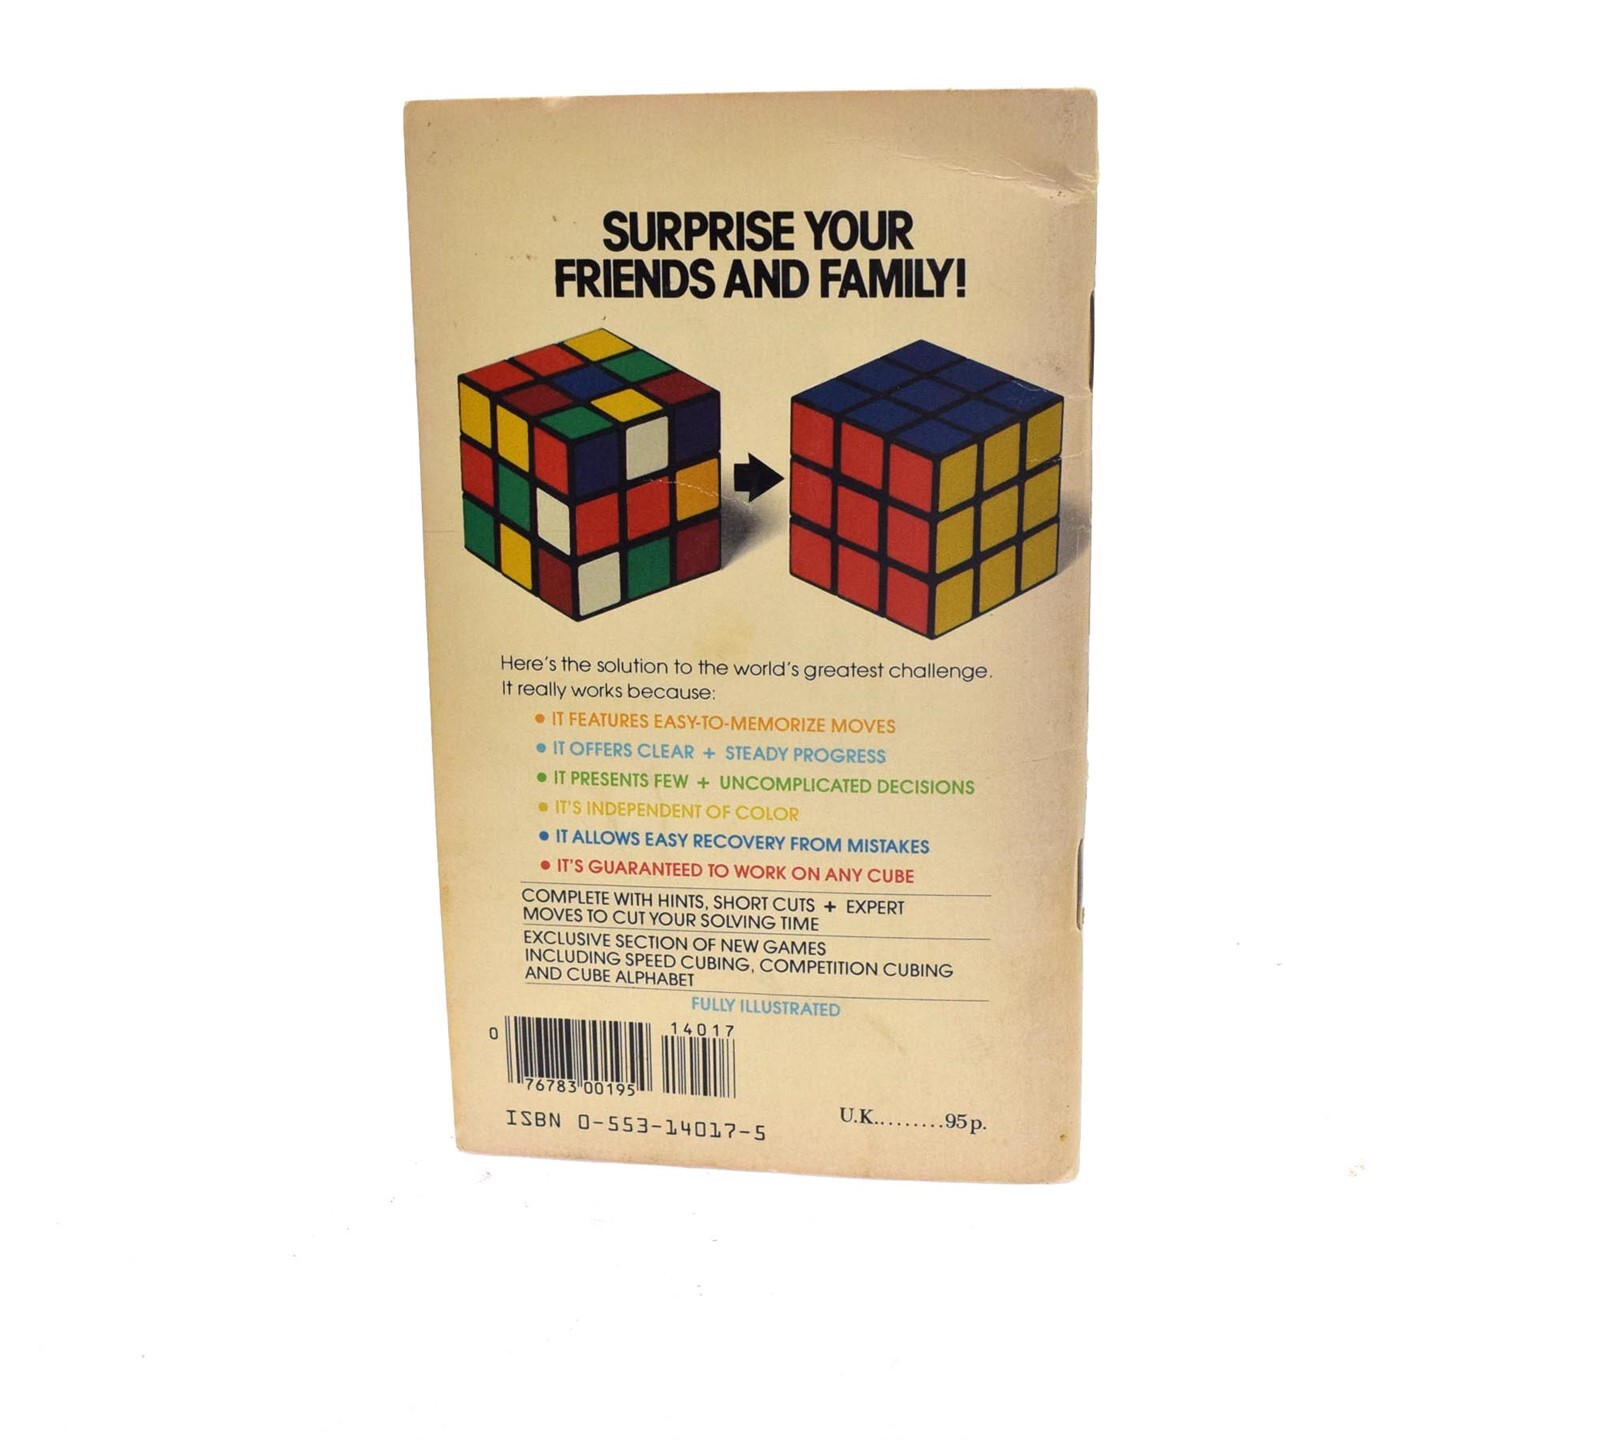 SURPRISE YOUR
FRIENDS AND FAMILY!
Here's the solution to the world's greatest challenge.
It really works because:
• IT FEATURES EASY-TO-MEMORIZE MOVES
• IT OFFERS CLEAR + STEADY PROGRESS
• IT PRESENTS FEW + UNCOMPLICATED DECISIONS
• IT'S INDEPENDENT OF COLOR
• IT ALLOWS EASY RECOVERY FROM MISTAKES
• IT'S GUARANTEED TO WORK ON ANY CUBE
COMPLETE WITH HINTS, SHORT CUTS + EXPERT
MOVES TO CUT YOUR SOLVING TIME
EXCLUSIVE SECTION OF NEW GAMES
INCLUDING SPEED CUBING, COMPETITION CUBING
AND CUBE ALPHABET
FULLY ILLUSTRATED
14017
0
76783 00195
ISBN 0-553-14017-5
U.K.........95p.